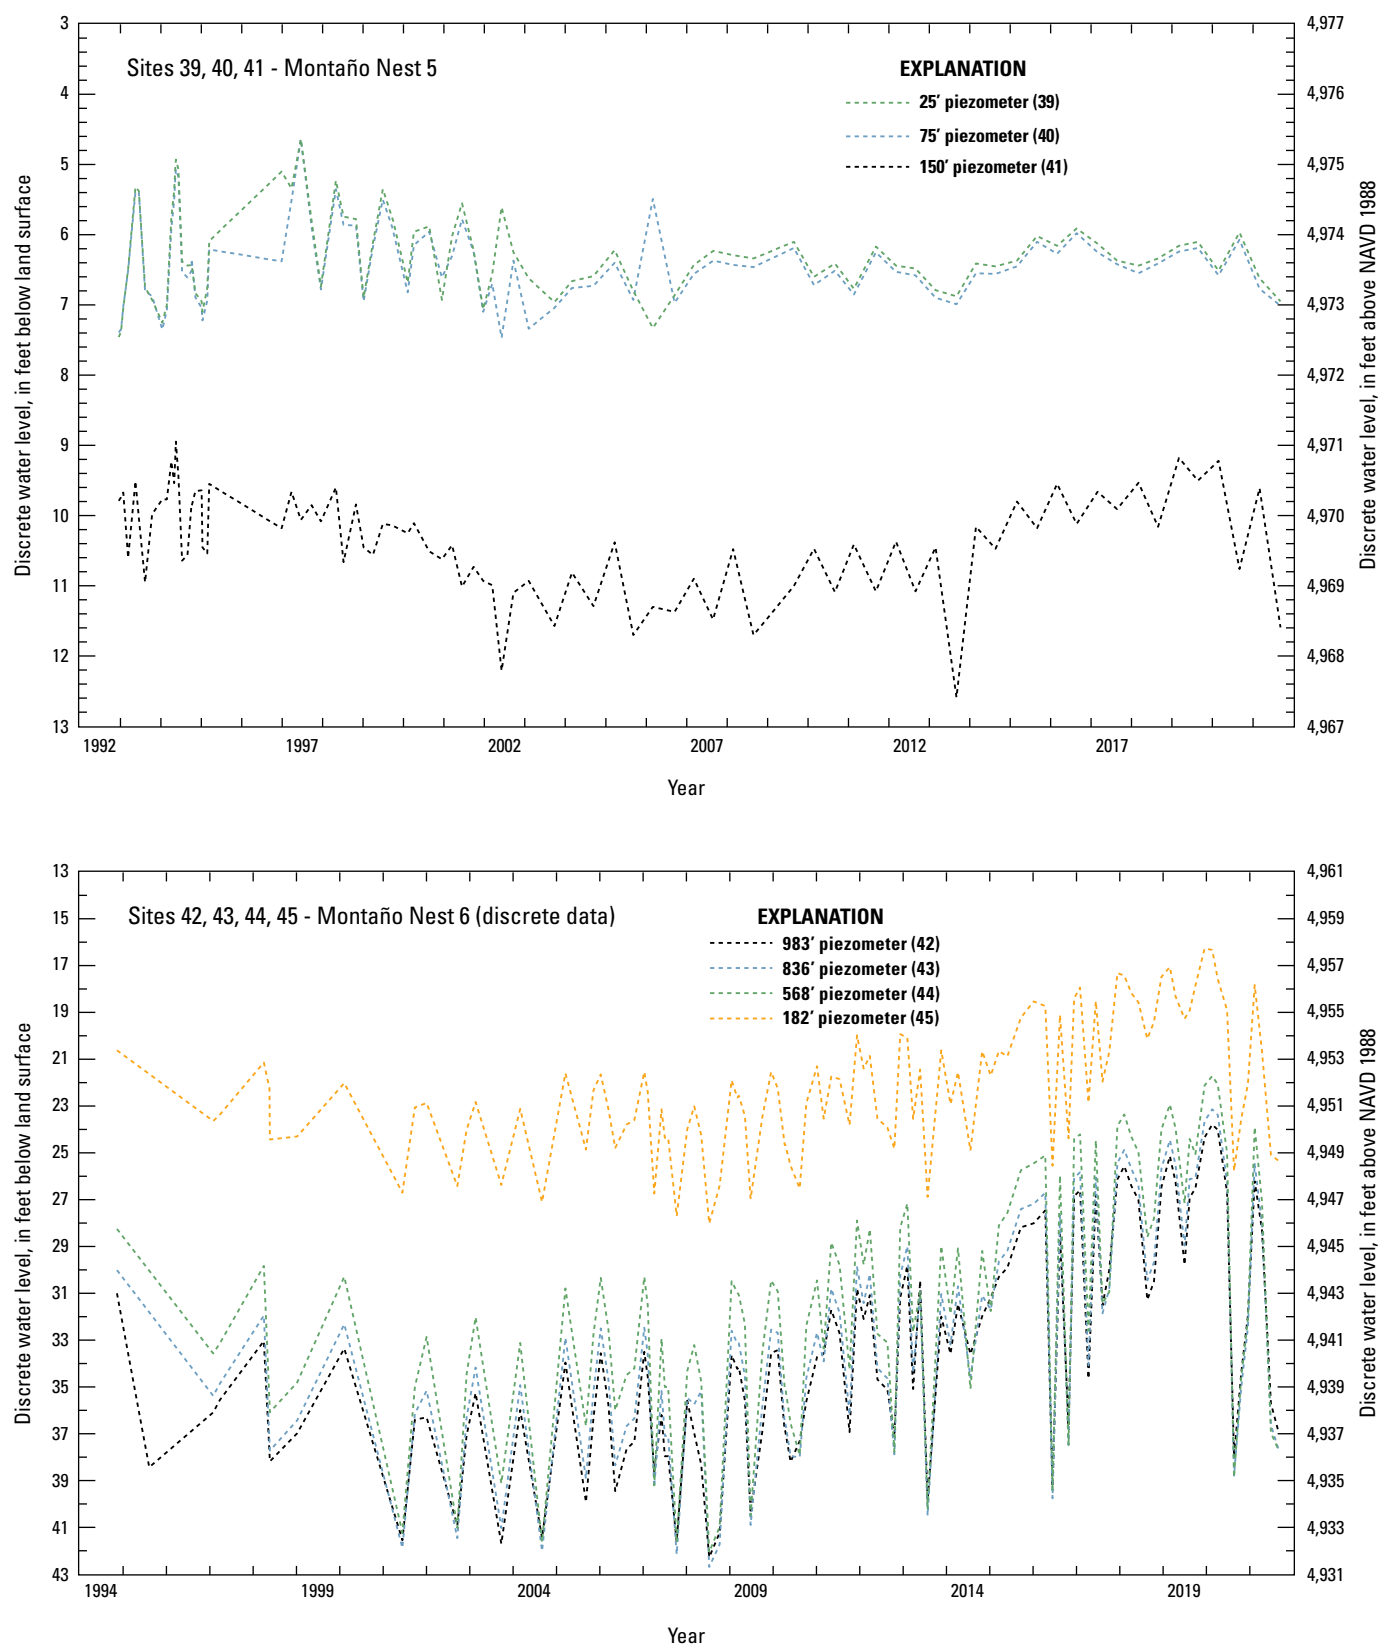 Sites 39, 40, 41 - Montaño Nest 5
EXPLANATION
25′ piezometer (39)
75′ piezometer (40)
150′ piezometer (41)
Discrete water level, in feet below land surface
3
4
5
6
7
8
9
10
11
12
13
4,977
4,976
4,975
4,974
4,973
4,972
4,971
4,970
4,969
4,968
4,967
Discrete water level, in feet above NAVD 1988
1992 1997 2002 2007 2012 2017
Year
Sites 42, 43, 44, 45 - Montaño Nest 6 (discrete data)
EXPLANATION
983′ piezometer (42)
836′ piezometer (43)
568′ piezometer (44)
182′ piezometer (45)
Discrete water level, in feet below land surface
13
15
17
19
21
23
25
27
29
31
33
35
37
39
41
43
4,961
4,959
4,957
4,955
4,953
4,951
4,949
4,947
4,945
4,943
4,941
4,939
4,937
4,935
4,933
4,931
Discrete water level, in feet above NAVD 1988
1994 1999 2004 2009 2014 2019
Year